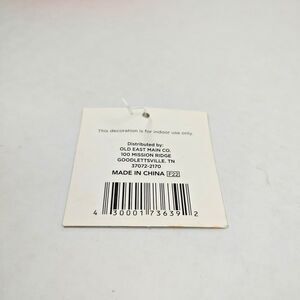 This decoration is for indoor use only.
Distributed by:
OLD EAST MAIN CO.
100 MISSION RIDGE
GOODLETTSVILLE, TN
37072-2170
MADE IN CHINA F22
4 30001 73639 2